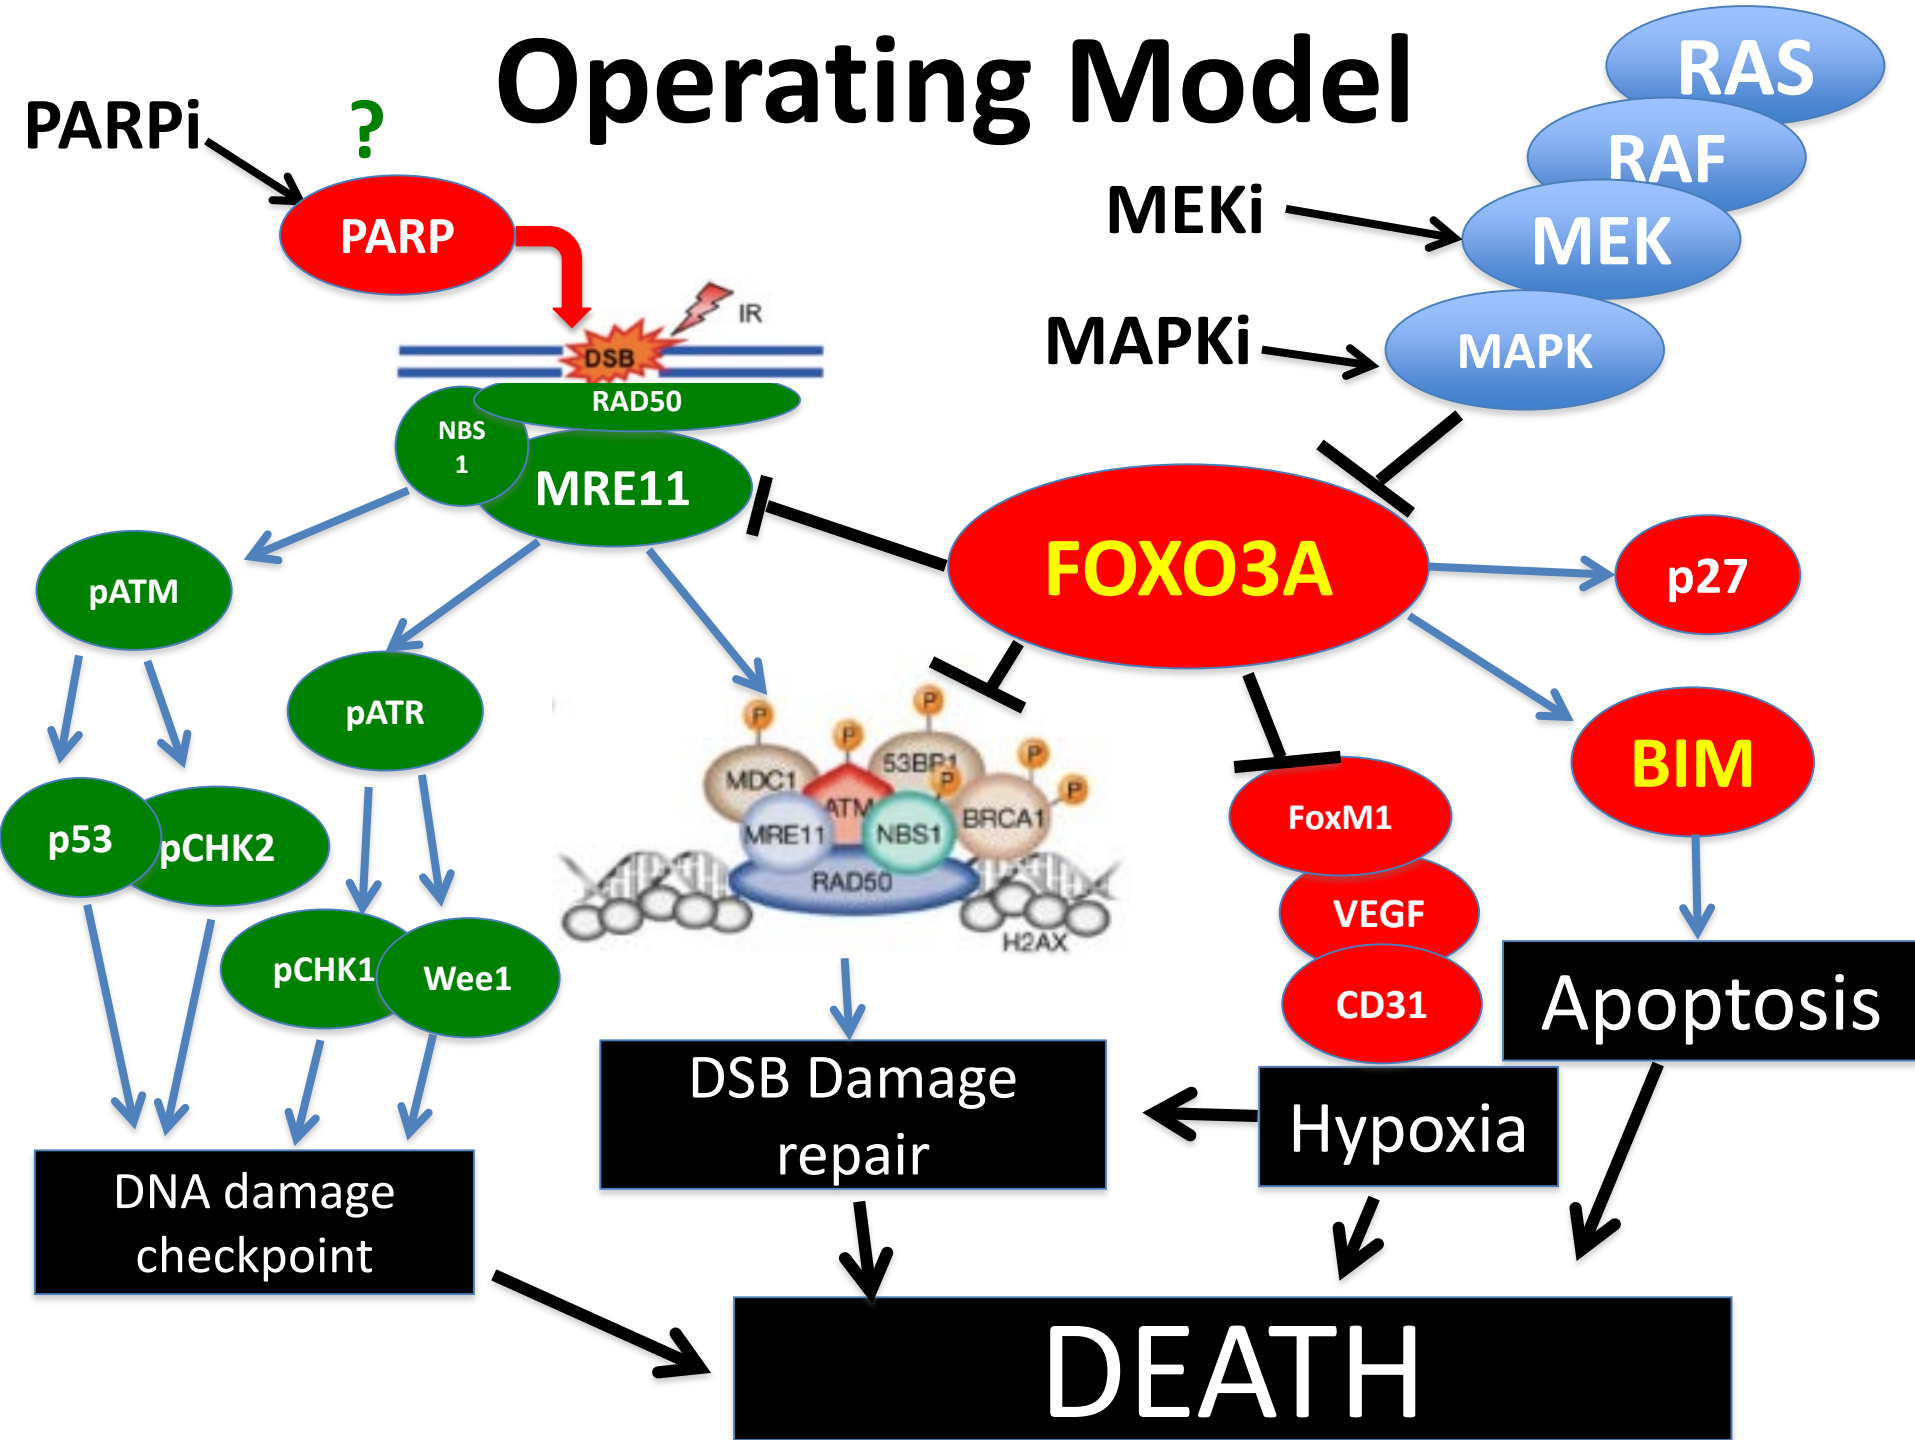 Operating Model
PARPi
?
PARP
RAS
RAF
MEKi
MEK
MAPKi
MAPK
IR
DSB
RAD50
NBS
1
MRE11
FOXO3A
p27
pATM
pATR
BIM
P
P
P
P
P
P
MDC1
53BP1
ATM
MRE11
NBS1
BRCA1
RAD50
H2AX
p53
pCHK2
pCHK1
Wee1
FoxM1
VEGF
CD31
Apoptosis
DSB Damage
repair
Hypoxia
DNA damage
checkpoint
DEATH